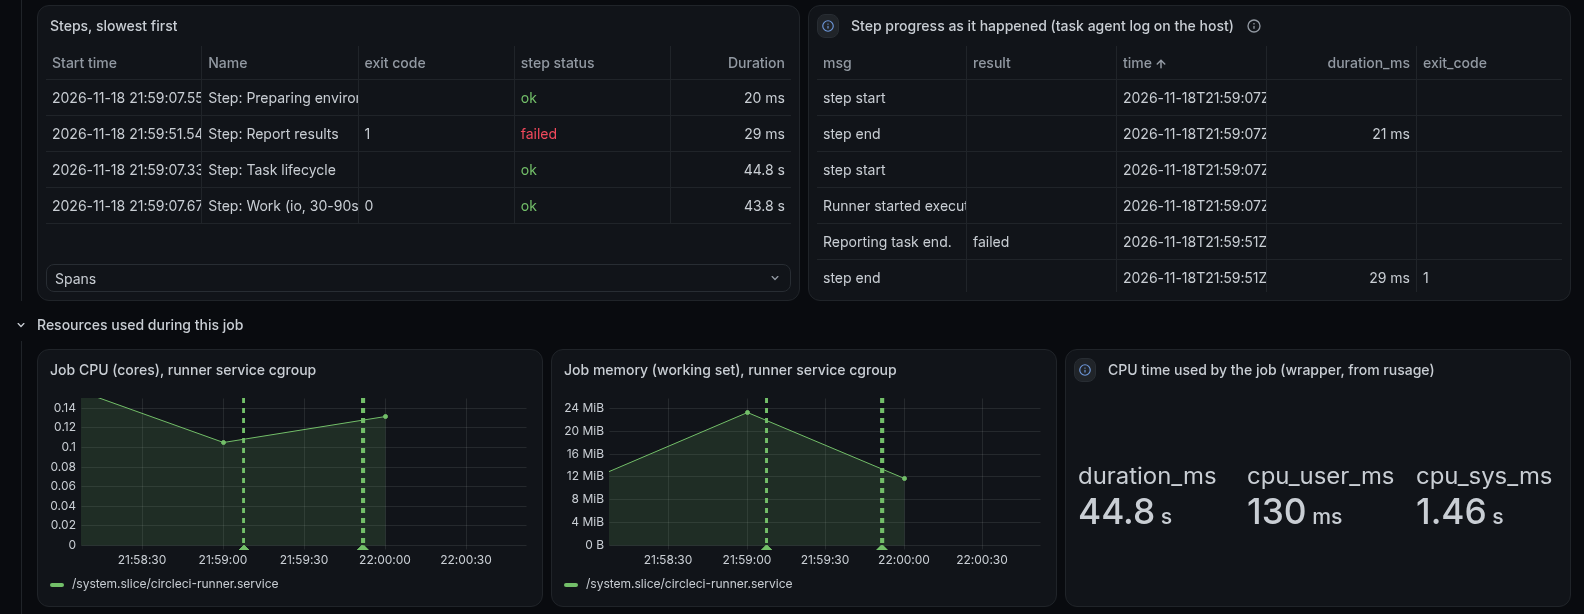 Steps, slowest first
Start time Name exit code step status Duration
2026-11-18 21:59:07.55 Step: Preparing enviro ok 20 ms
2026-11-18 21:59:51.54 Step: Report results 1 failed 29 ms
2026-11-18 21:59:07.33 Step: Task lifecycle ok 44.8 s
2026-11-18 21:59:07.67 Step: Work (io, 30-90s 0 ok 43.8 s
Spans
Step progress as it happened (task agent log on the host)
msg result time ↑ duration_ms exit_code
step start 2026-11-18T21:59:07Z
step end 2026-11-18T21:59:07Z 21 ms
step start 2026-11-18T21:59:07Z
Runner started execut 2026-11-18T21:59:07Z
Reporting task end. failed 2026-11-18T21:59:51Z
step end 2026-11-18T21:59:51Z 29 ms 1
Resources used during this job
Job CPU (cores), runner service cgroup
0.14
0.12
0.1
0.08
0.06
0.04
0.02
0
21:58:30 21:59:00 21:59:30 22:00:00 22:00:30
/system.slice/circleci-runner.service
Job memory (working set), runner service cgroup
24 MiB
20 MiB
16 MiB
12 MiB
8 MiB
4 MiB
0 B
21:58:30 21:59:00 21:59:30 22:00:00 22:00:30
/system.slice/circleci-runner.service
CPU time used by the job (wrapper, from rusage)
duration_ms cpu_user_ms cpu_sys_ms
44.8 s 130 ms 1.46 s